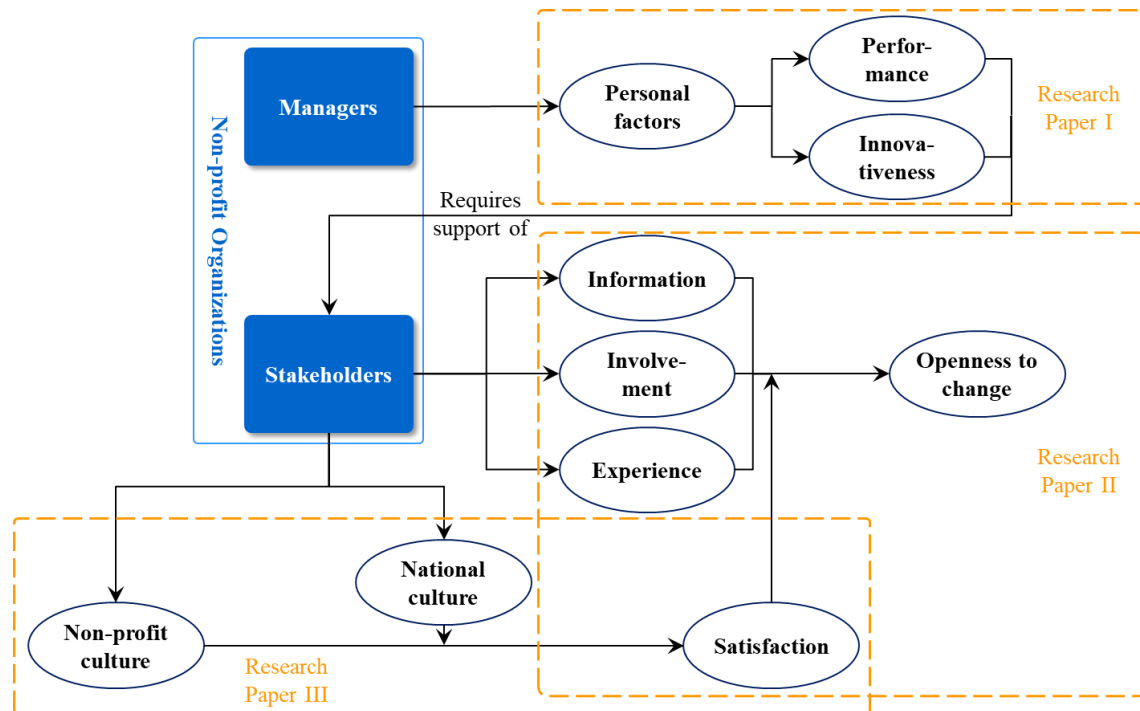 Non-profit Organizations
Managers
Personal
factors
Perfor-
mance
Innova-
tiveness
Research
Paper I
Requires
support of
Stakeholders
Information
Involve-
ment
Experience
Openness to
change
Research
Paper II
National
culture
Non-profit
culture
Satisfaction
Research
Paper III